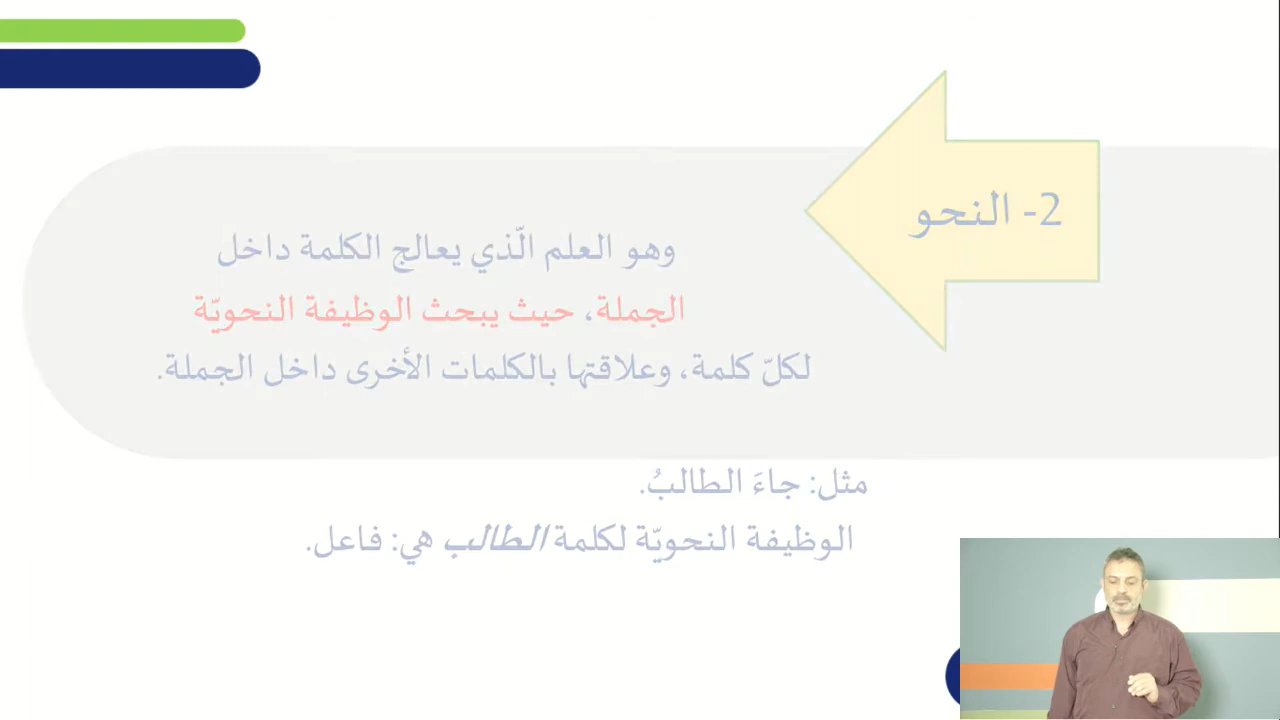 2- النحو
وهو العلم الّذي يعالج الكلمة داخل
الجملة، حيث يبحث الوظيفة النحويّة
لكلّ كلمة، وعلاقتها بالكلمات الأخرى داخل الجملة.
مثل: جاءَ الطالبُ.
الوظيفة النحويّة لكلمة الطالب هي: فاعل.